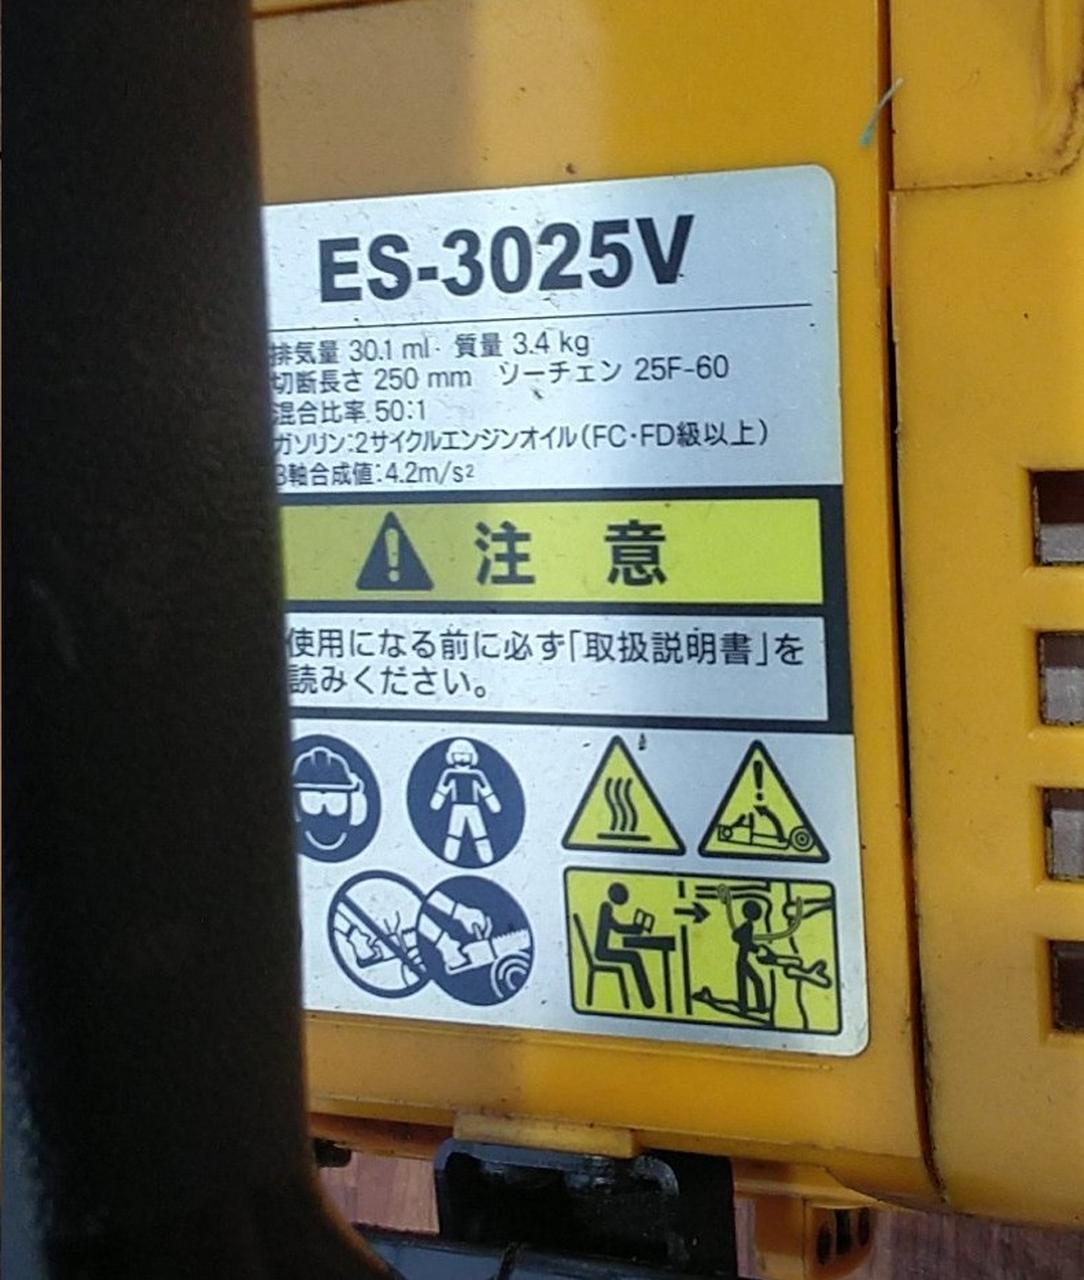 ES-3025V
排気量 30.1 ml・質量 3.4 kg
切断長さ 250 mm ソーチェン 25F-60
混合比率 50:1
ガソリン:2サイクルエンジンオイル(FC・FD級以上)
3軸合成値:4.2m/s²
注 意
使用になる前に必ず「取扱説明書」を
読みください。